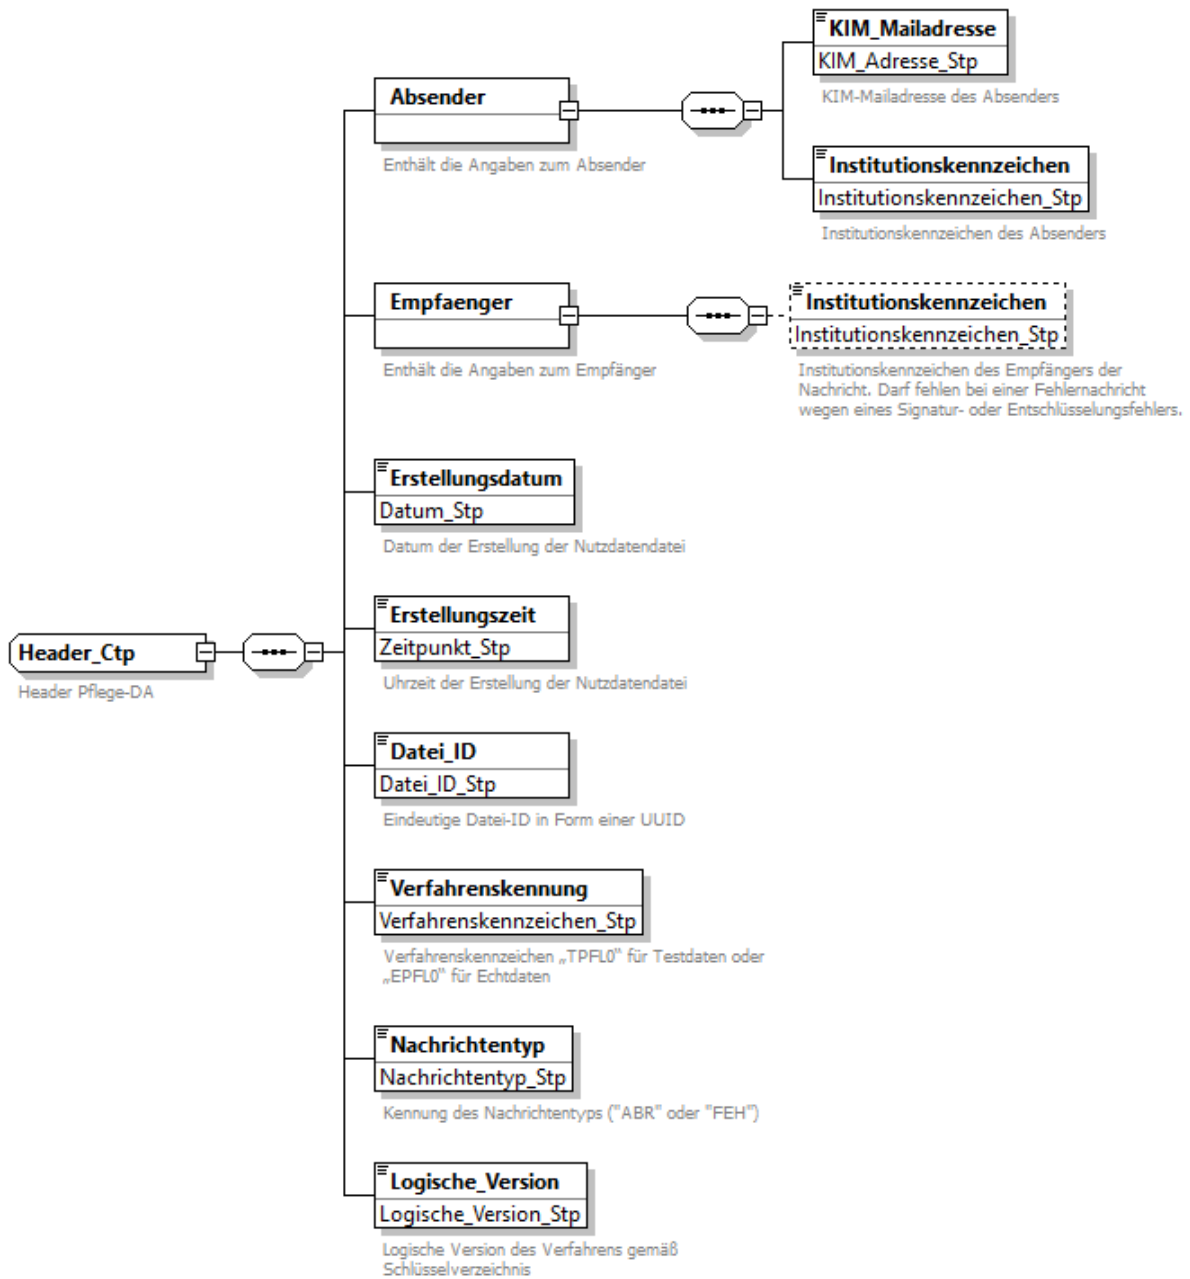 KIM_Mailadresse
KIM_Adresse_Stp
KIM-Mailadresse des Absenders
Absender
Enthält die Angaben zum Absender
Institutionskennzeichen
Institutionskennzeichen_Stp
Institutionskennzeichen des Absenders
Empfaenger
Enthält die Angaben zum Empfänger
Institutionskennzeichen
Institutionskennzeichen_Stp
Institutionskennzeichen des Empfängers der
Nachricht. Darf fehlen bei einer Fehlernachricht
wegen eines Signatur- oder Entschlüsselungsfehlers.
Erstellungsdatum
Datum_Stp
Datum der Erstellung der Nutzdatendatei
Erstellungszeit
Zeitpunkt_Stp
Uhrzeit der Erstellung der Nutzdatendatei
Header_Ctp
Header Pflege-DA
Datei_ID
Datei_ID_Stp
Eindeutige Datei-ID in Form einer UUID
Verfahrenskennung
Verfahrenskennzeichen_Stp
Verfahrenskennzeichen „TPFL0“ für Testdaten oder
„EPFL0“ für Echtdaten
Nachrichtentyp
Nachrichtentyp_Stp
Kennung des Nachrichtentyps ("ABR" oder "FEH")
Logische_Version
Logische_Version_Stp
Logische Version des Verfahrens gemäß
Schlüsselverzeichnis